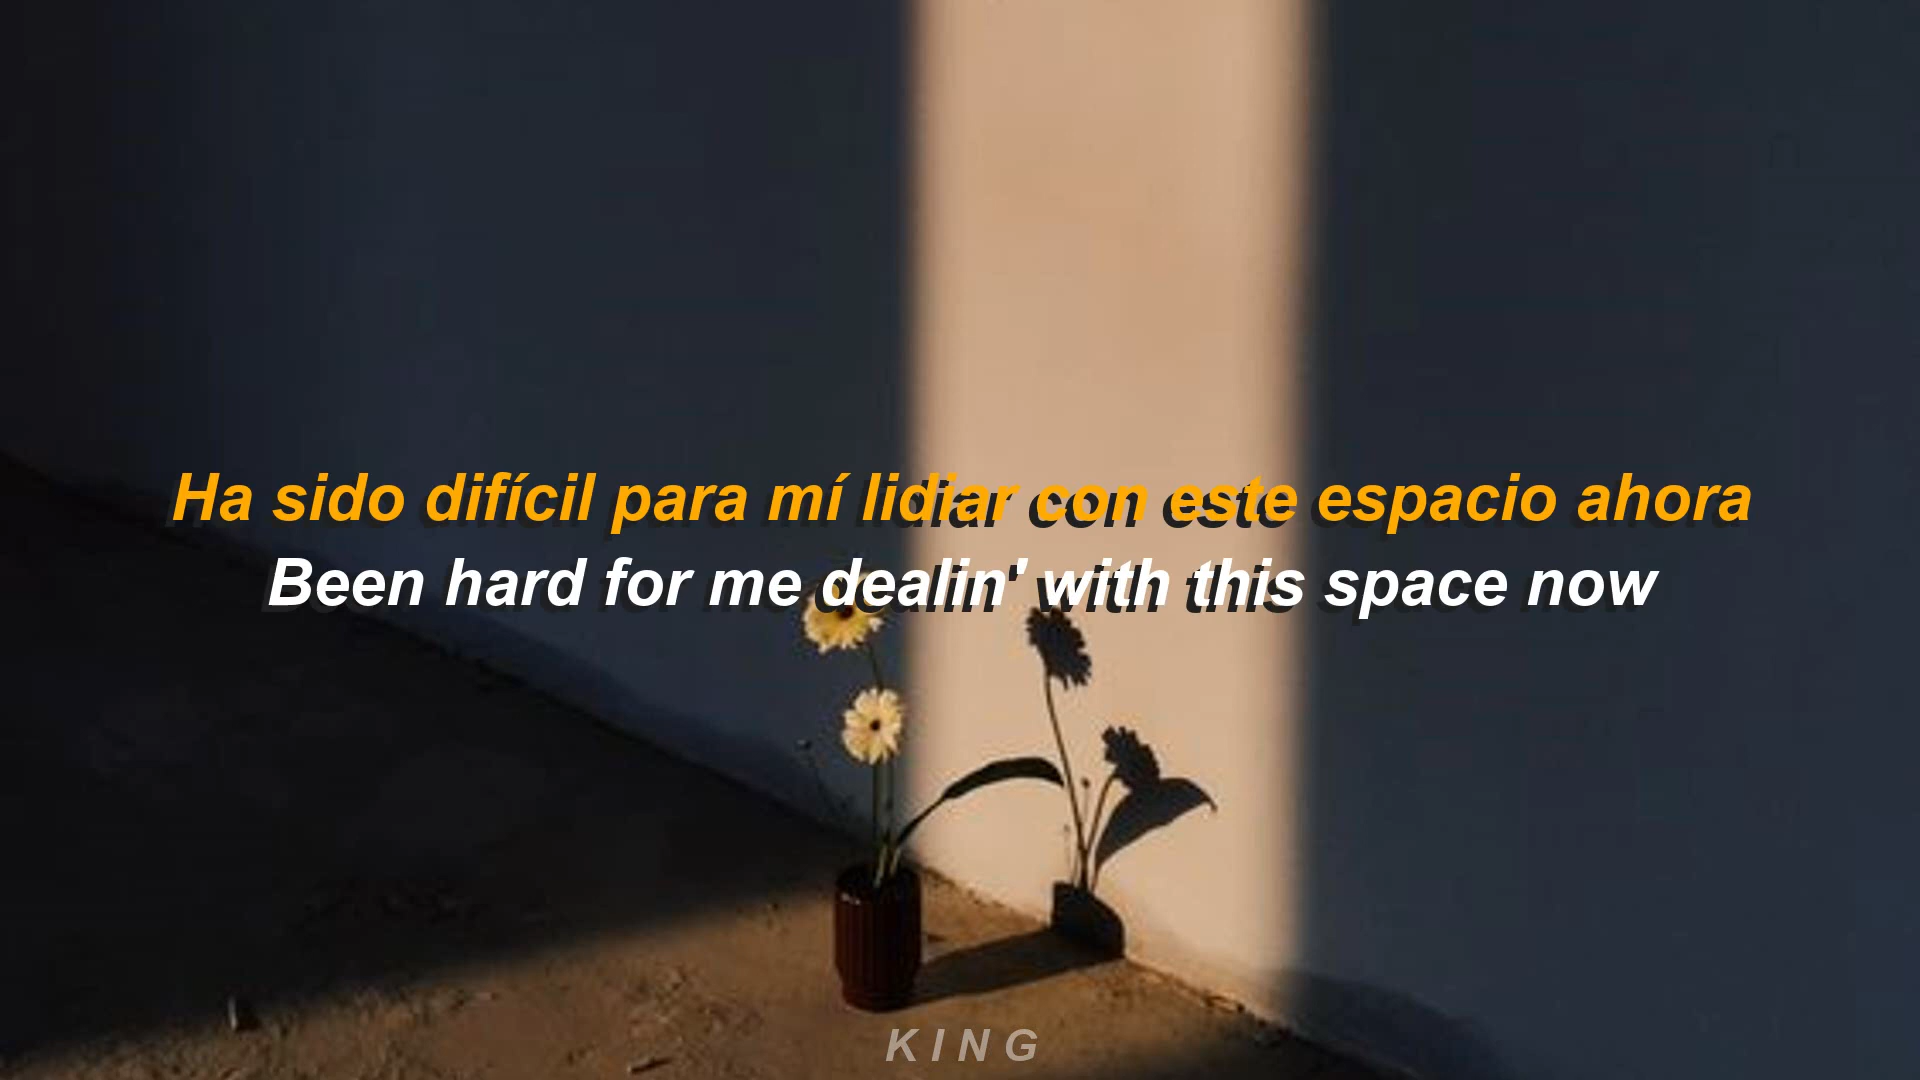 Ha sido difícil para mí lidiar con este espacio ahora
Been hard for me dealin' with this space now
KING